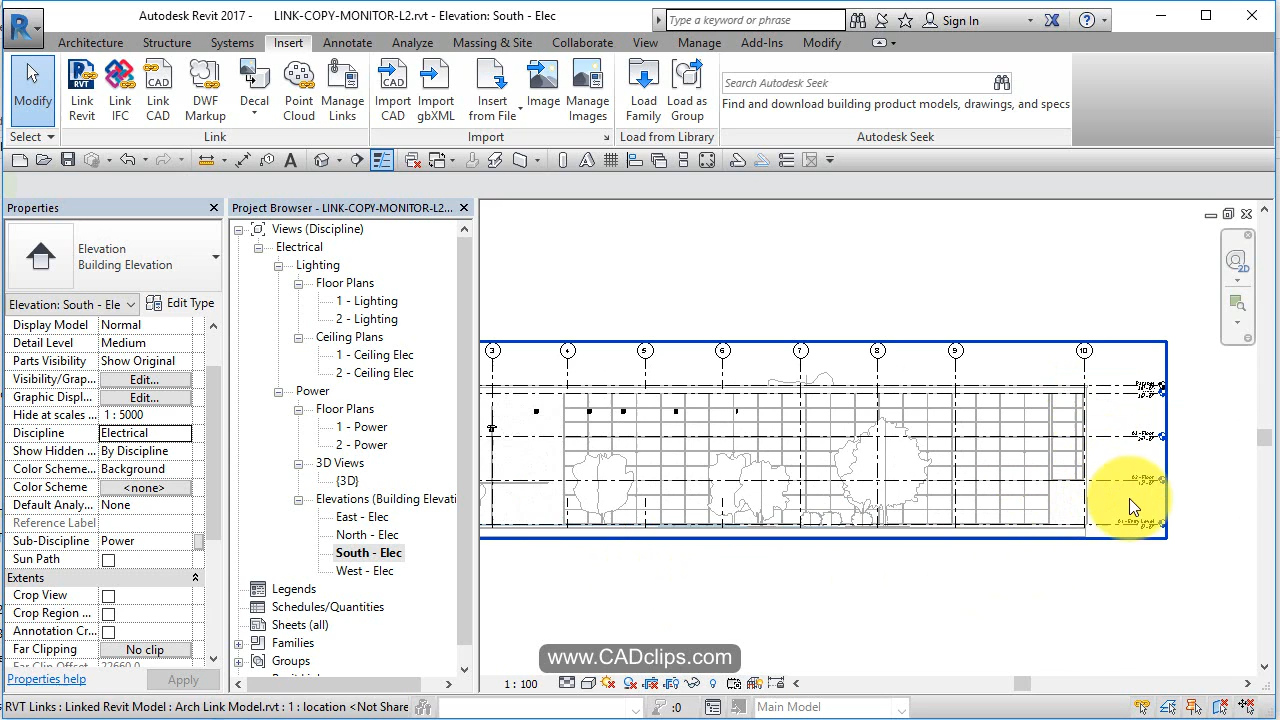 Autodesk Revit 2017 - LINK-COPY-MONITOR-L2.rvt - Elevation: South - Elec
Type a keyword or phrase
Sign In
Architecture Structure Systems Insert Annotate Analyze Massing & Site Collaborate View Manage Add-Ins Modify
Modify
Link Revit
Link IFC
Link CAD
DWF Markup
Decal
Point Cloud
Manage Links
Import CAD
Import gbXML
Insert from File
Image
Manage Images
Load Family
Load as Group
Search Autodesk Seek
Find and download building product models, drawings, and specs
Select
Link
Import
Load from Library
Autodesk Seek
Properties
Elevation
Building Elevation
Elevation: South - Ele
Edit Type
Display Model Normal
Detail Level Medium
Parts Visibility Show Original
Visibility/Grap... Edit...
Graphic Displ... Edit...
Hide at scales ... 1 : 5000
Discipline Electrical
Show Hidden ... By Discipline
Color Scheme... Background
Color Scheme <none>
Default Analy... None
Reference Label
Sub-Discipline Power
Sun Path
Extents
Crop View
Crop Region ...
Annotation Cr...
Far Clipping No clip
Far Clip Offset 22660.0
Properties help
Apply
Project Browser - LINK-COPY-MONITOR-L2...
Views (Discipline)
Electrical
Lighting
Floor Plans
1 - Lighting
2 - Lighting
Ceiling Plans
1 - Ceiling Elec
2 - Ceiling Elec
Power
Floor Plans
1 - Power
2 - Power
3D Views
{3D}
Elevations (Building Elevati
East - Elec
North - Elec
South - Elec
West - Elec
Legends
Schedules/Quantities
Sheets (all)
Families
Groups
2D
3 4 5 6 7 8 9 10
www.CADclips.com
1 : 100
RVT Links : Linked Revit Model : Arch Link Model.rvt : 1 : location <Not Share
:0
Main Model